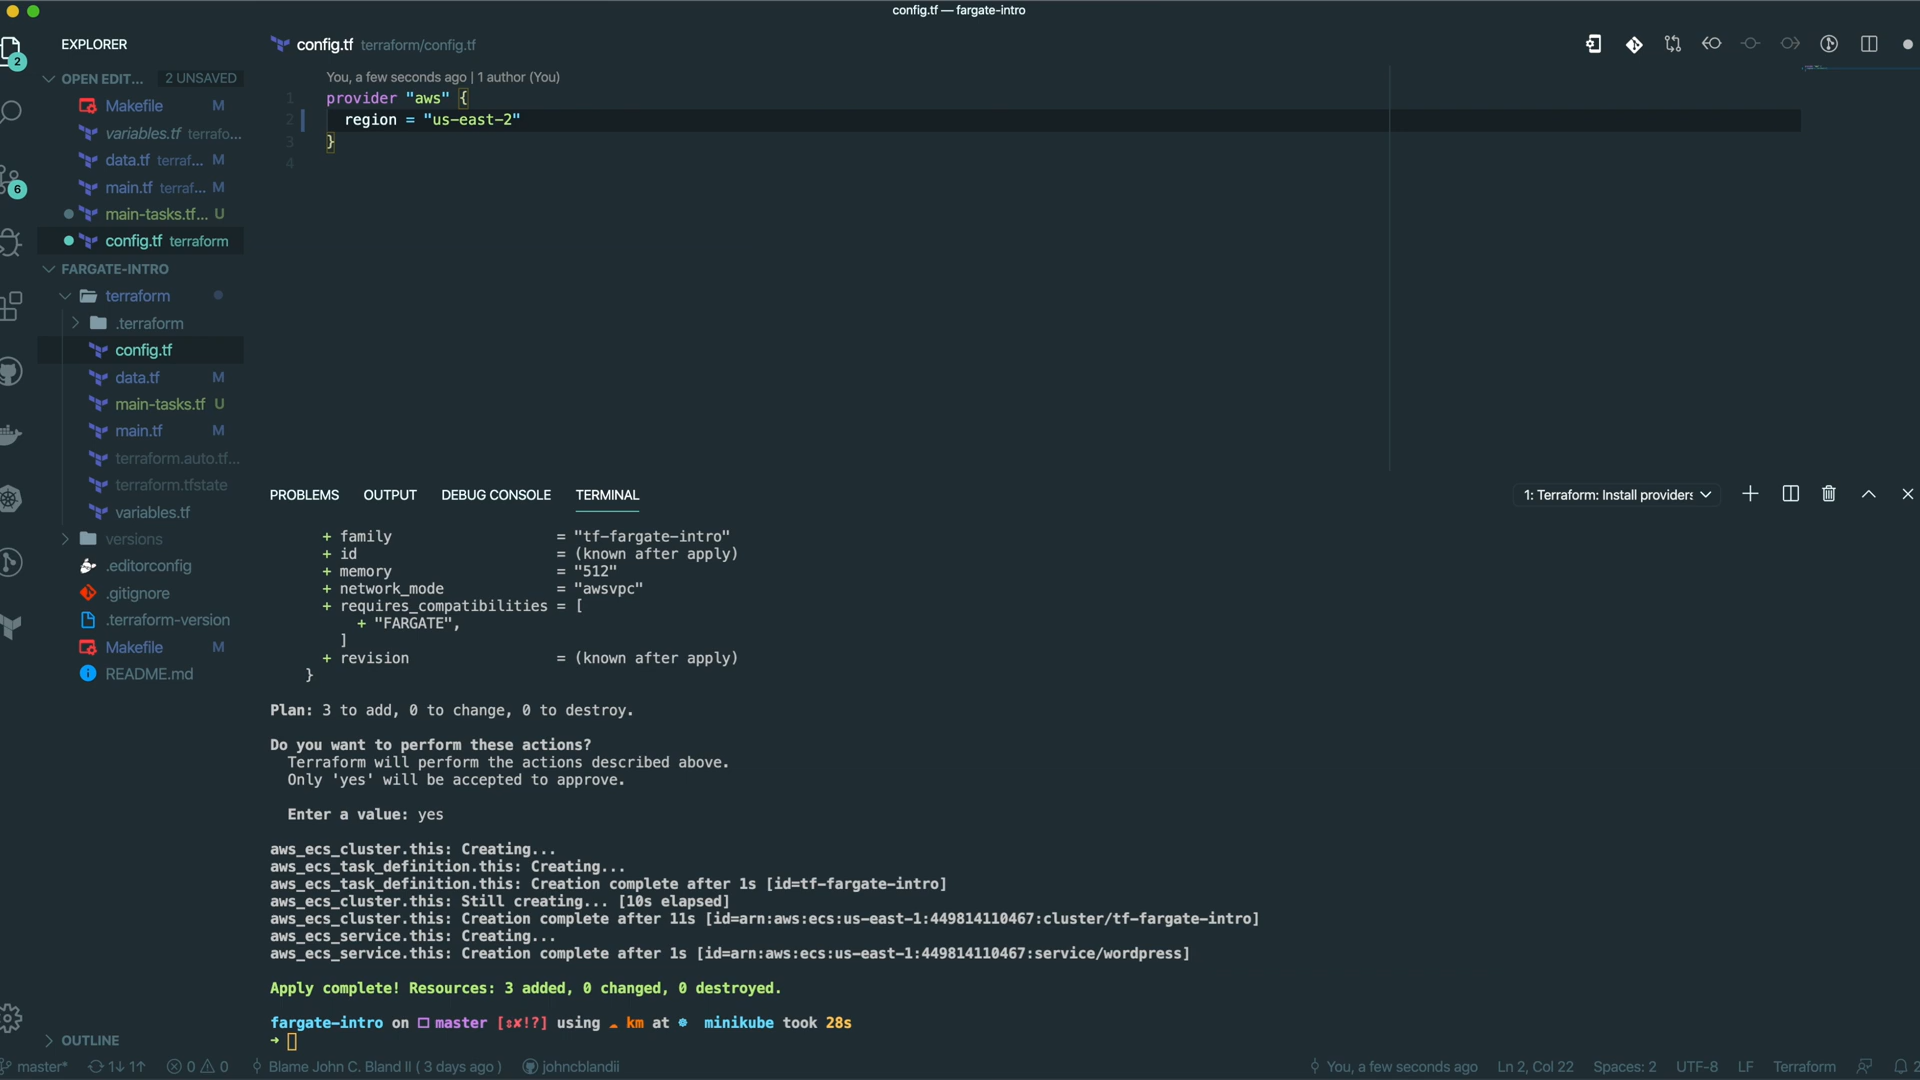 config.tf — fargate-intro
2
EXPLORER
config.tf terraform/config.tf
OPEN EDIT... 2 UNSAVED
Makefile M
variables.tf terrafo...
data.tf terraf... M
main.tf terraf... M
main-tasks.tf... U
config.tf terraform
6
FARGATE-INTRO
terraform
.terraform
config.tf
data.tf M
main-tasks.tf U
main.tf M
terraform.auto.tf...
terraform.tfstate
variables.tf
versions
.editorconfig
.gitignore
.terraform-version
Makefile M
README.md
OUTLINE
You, a few seconds ago | 1 author (You)
1 provider "aws" {
2 region = "us-east-2"
3 }
4
PROBLEMS OUTPUT DEBUG CONSOLE TERMINAL
1: Terraform: Install providers
+ family = "tf-fargate-intro"
+ id = (known after apply)
+ memory = "512"
+ network_mode = "awsvpc"
+ requires_compatibilities = [
+ "FARGATE",
]
+ revision = (known after apply)
}
Plan: 3 to add, 0 to change, 0 to destroy.
Do you want to perform these actions?
Terraform will perform the actions described above.
Only 'yes' will be accepted to approve.
Enter a value: yes
aws_ecs_cluster.this: Creating...
aws_ecs_task_definition.this: Creating...
aws_ecs_task_definition.this: Creation complete after 1s [id=tf-fargate-intro]
aws_ecs_cluster.this: Still creating... [10s elapsed]
aws_ecs_cluster.this: Creation complete after 11s [id=arn:aws:ecs:us-east-1:449814110467:cluster/tf-fargate-intro]
aws_ecs_service.this: Creating...
aws_ecs_service.this: Creation complete after 1s [id=arn:aws:ecs:us-east-1:449814110467:service/wordpress]
Apply complete! Resources: 3 added, 0 changed, 0 destroyed.
fargate-intro on master [⇕✘!?] using ☁ km at ☸ minikube took 28s
➜
master* 1↓ 1↑ 0 0 Blame John C. Bland II ( 3 days ago ) johncblandii You, a few seconds ago Ln 2, Col 22 Spaces: 2 UTF-8 LF Terraform 2